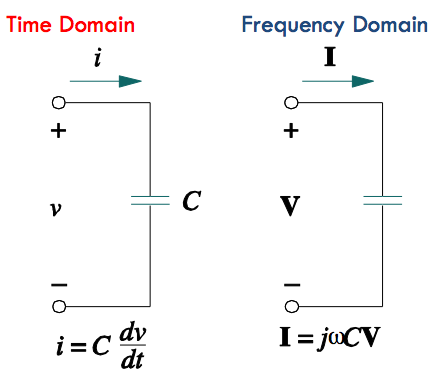 Time Domain
Frequency Domain
i
I
+
+
v
C
V
−
−
i = C dv/dt
I = jωCV